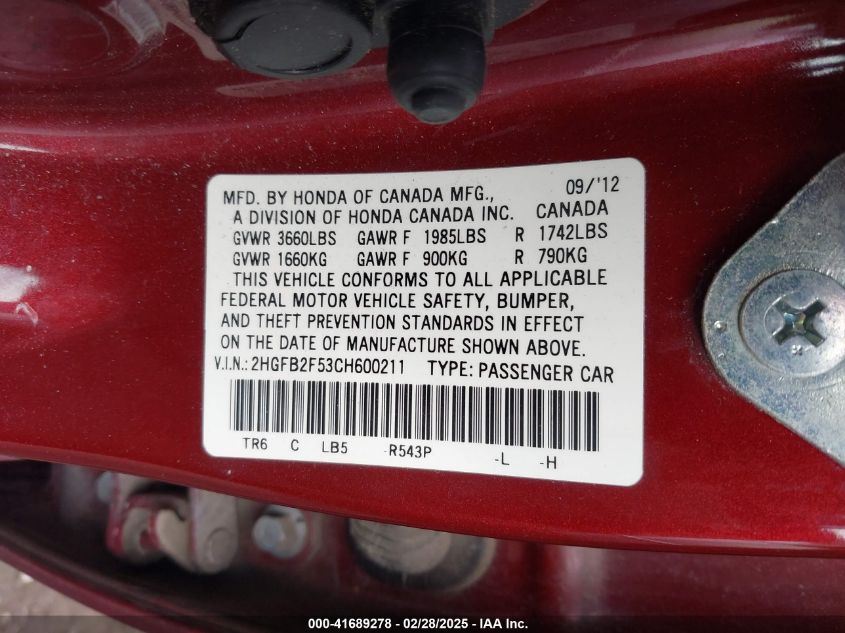 MFD. BY HONDA OF CANADA MFG., 09/'12
A DIVISION OF HONDA CANADA INC. CANADA
GVWR 3660LBS GAWR F 1985LBS R 1742LBS
GVWR 1660KG GAWR F 900KG R 790KG
THIS VEHICLE CONFORMS TO ALL APPLICABLE
FEDERAL MOTOR VEHICLE SAFETY, BUMPER,
AND THEFT PREVENTION STANDARDS IN EFFECT
ON THE DATE OF MANUFACTURE SHOWN ABOVE.
V.I.N.: 2HGFB2F53CH600211 TYPE: PASSENGER CAR
TR6 C LB5 -R543P -L -H
000-41689278 - 02/28/2025 - IAA Inc.